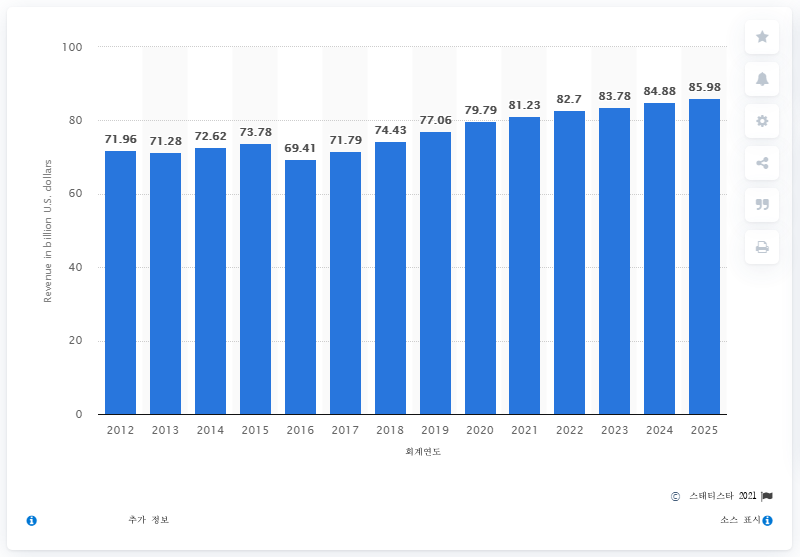 100
80
60
40
20
0
Revenue in billion U.S. dollars
71.96 71.28 72.62 73.78 69.41 71.79 74.43 77.06 79.79 81.23 82.7 83.78 84.88 85.98
2012 2013 2014 2015 2016 2017 2018 2019 2020 2021 2022 2023 2024 2025
회계연도
© 스태티스타 2021
추가 정보
소스 표시